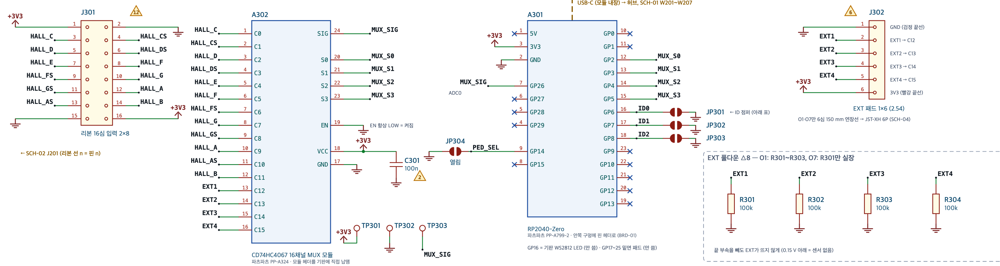 USB-C (모듈 내장) → 허브, SCH-01 W201~W207
J301
12
+3V3
1
2
HALL_C
3
4
HALL_CS
HALL_D
5
6
HALL_DS
HALL_E
7
8
HALL_F
HALL_FS
9
10
HALL_G
HALL_GS
11
12
HALL_A
HALL_AS
13
14
HALL_B
15
16
+3V3
리본 16심 입력 2×8
← SCH-02 J201 (리본 선 n = 핀 n)
A302
HALL_C
1
C0
HALL_CS
2
C1
HALL_D
3
C2
HALL_DS
4
C3
HALL_E
5
C4
HALL_F
6
C5
HALL_FS
7
C6
HALL_G
8
C7
HALL_GS
9
C8
HALL_A
10
C9
HALL_AS
11
C10
HALL_B
12
C11
EXT1
13
C12
EXT2
14
C13
EXT3
15
C14
EXT4
16
C15
SIG
24
MUX_SIG
S0
20
MUX_S0
S1
21
MUX_S1
S2
22
MUX_S2
S3
23
MUX_S3
EN
19
EN 항상 LOW = 켜짐
+3V3
VCC
18
GND
17
C301
100n
2
+3V3
TP301
TP302
TP303
MUX_SIG
CD74HC4067 16채널 MUX 모듈
파츠파츠 PP-A324 · 모듈 헤더를 기판에 직접 납땜
A301
1
5V
+3V3
3
3V3
2
GND
MUX_SIG
7
GP26
ADC0
6
GP27
5
GP28
4
GP29
JP304
PED_SEL
9
GP14
열림
8
GP15
GP0
10
GP1
11
GP2
12
MUX_S0
GP3
13
MUX_S1
GP4
14
MUX_S2
GP5
15
MUX_S3
GP6
16
ID0
JP301
← ID 점퍼 (아래 표)
GP7
17
ID1
JP302
GP8
18
ID2
JP303
GP9
23
GP10
22
GP11
21
GP12
20
GP13
19
RP2040-Zero
파츠파츠 PP-A799-2 · 안쪽 구멍에 핀 헤더로 (BRD-01)
GP16 = 기판 WS2812 LED (안 씀) · GP17~25 밑면 패드 (안 씀)
6
J302
1
GND (검정 끝선)
EXT1
2
EXT1 → C12
EXT2
3
EXT2 → C13
EXT3
4
EXT3 → C14
EXT4
5
EXT4 → C15
+3V3
6
3V3 (빨강 끝선)
EXT 패드 1×6 (2.54)
O1·O7만 6심 150 mm 연장선 → JST-XH 6P (SCH-04)
EXT 풀다운 △8 — O1: R301~R303, O7: R301만 실장
EXT1
EXT2
EXT3
EXT4
R301
100k
R302
100k
R303
100k
R304
100k
끝 부속을 빼도 EXT가 뜨지 않게 (0.15 V 아래 = 센서 없음)